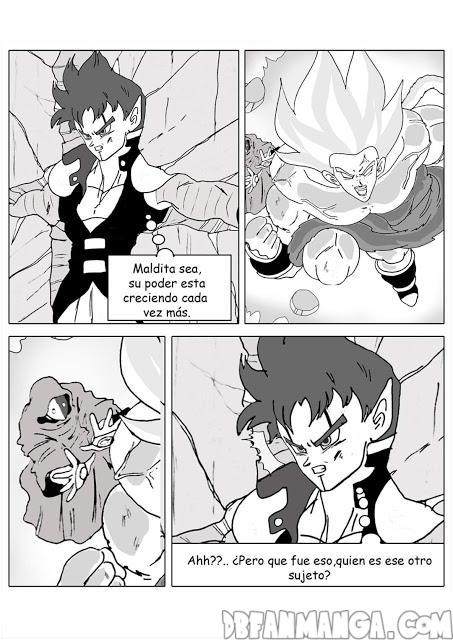 Maldita sea,
su poder esta
creciendo cada
vez más.
Ahh??.. ¿Pero que fue eso,quien es ese otro
sujeto?
DBFANMANGA.COM